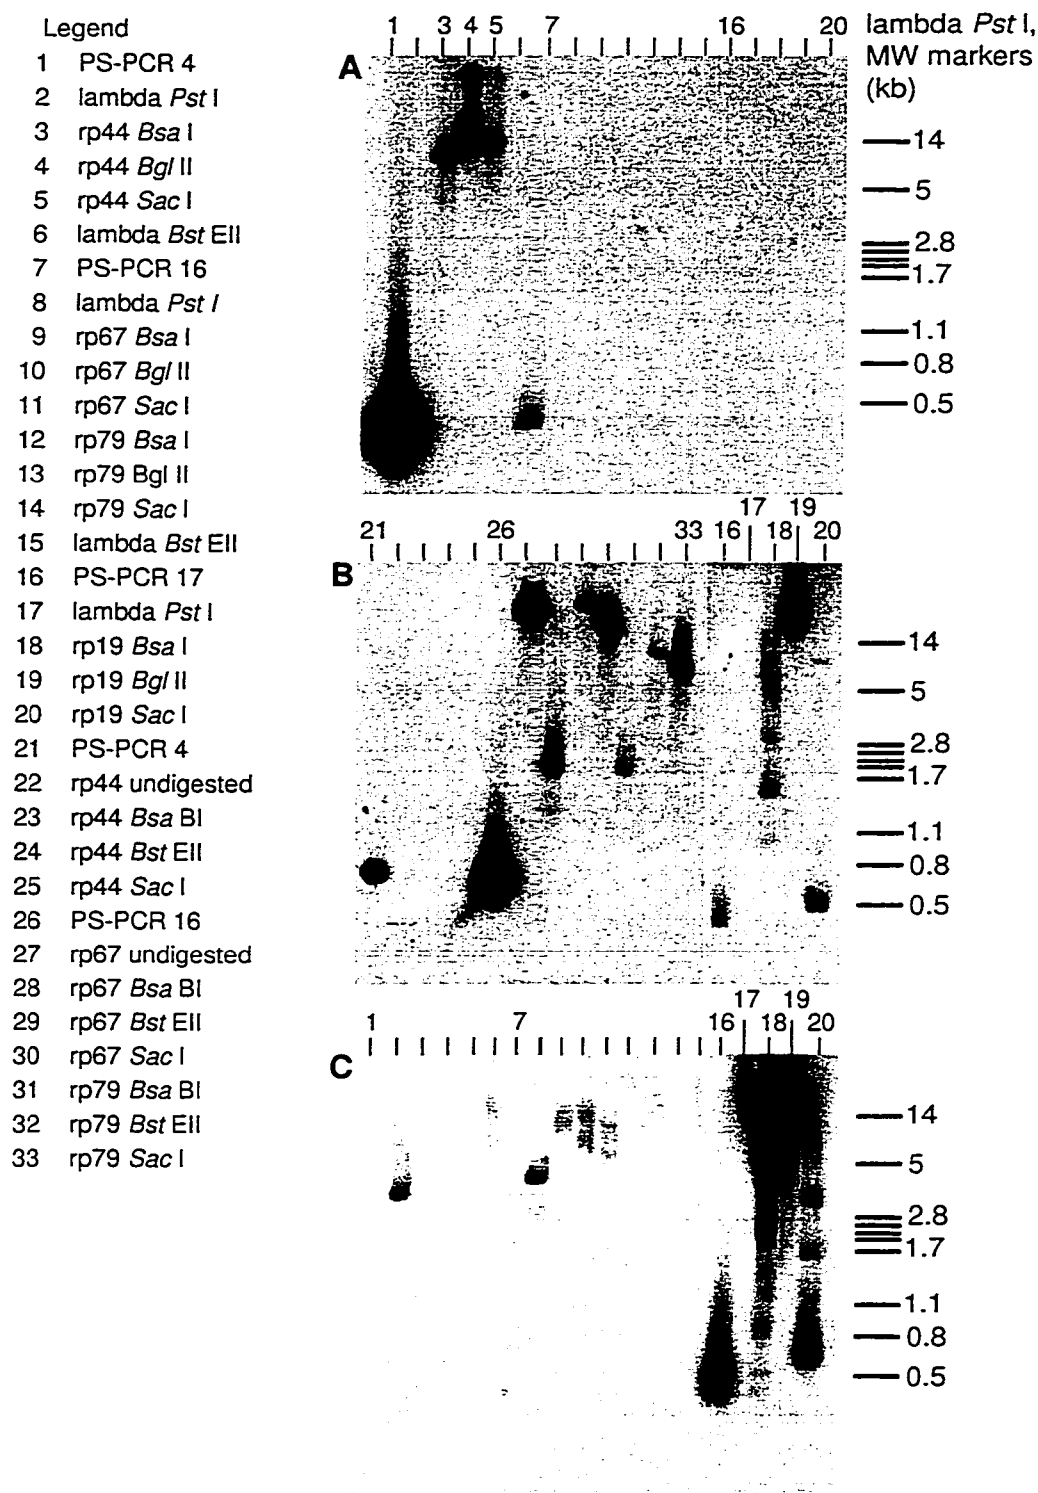 Legend
1 PS-PCR 4
2 lambda Pst I
3 rp44 Bsa I
4 rp44 Bgl II
5 rp44 Sac I
6 lambda Bst EII
7 PS-PCR 16
8 lambda Pst I
9 rp67 Bsa I
10 rp67 Bgl II
11 rp67 Sac I
12 rp79 Bsa I
13 rp79 Bgl II
14 rp79 Sac I
15 lambda Bst EII
16 PS-PCR 17
17 lambda Pst I
18 rp19 Bsa I
19 rp19 Bgl II
20 rp19 Sac I
21 PS-PCR 4
22 rp44 undigested
23 rp44 Bsa BI
24 rp44 Bst EII
25 rp44 Sac I
26 PS-PCR 16
27 rp67 undigested
28 rp67 Bsa BI
29 rp67 Bst EII
30 rp67 Sac I
31 rp79 Bsa BI
32 rp79 Bst EII
33 rp79 Sac I
1 3 4 5 7 16 20
A
lambda Pst I,
MW markers
(kb)
14
5
2.8
1.7
1.1
0.8
0.5
17 19
21 26 33 16 18 20
B
14
5
2.8
1.7
1.1
0.8
0.5
17 19
1 7 16 18 20
C
14
5
2.8
1.7
1.1
0.8
0.5